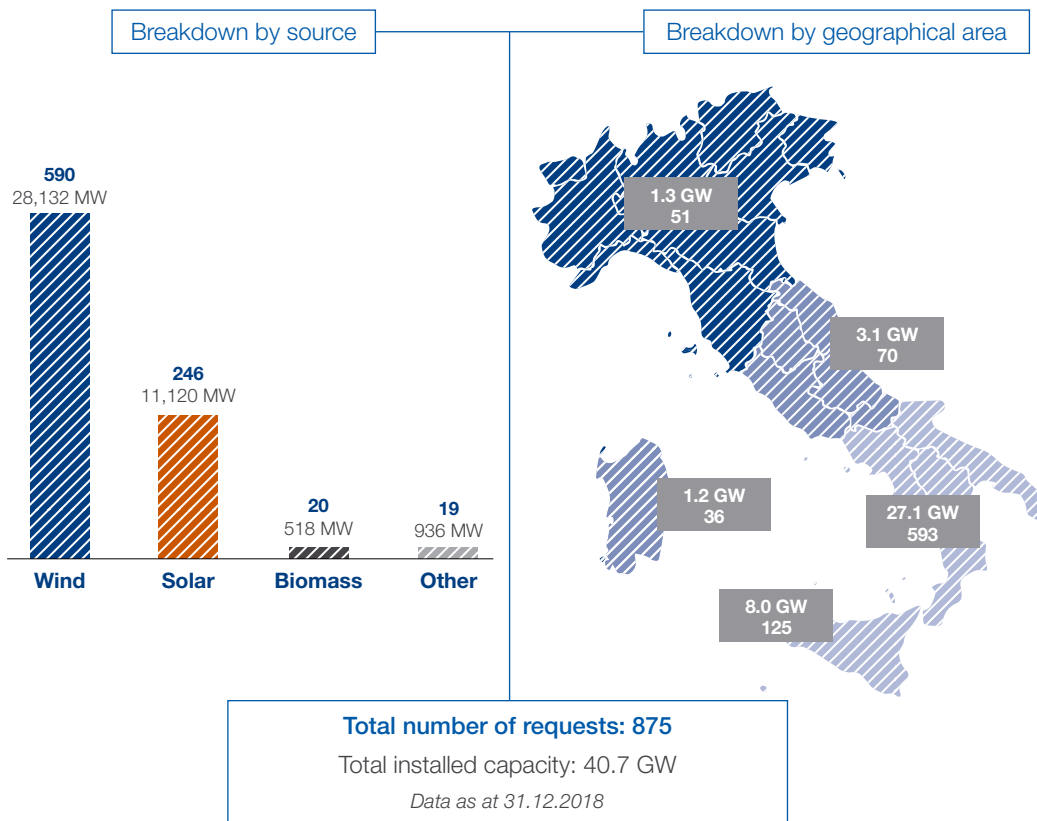 Breakdown by source
Breakdown by geographical area
590
28,132 MW
246
11,120 MW
20
518 MW
19
936 MW
Wind
Solar
Biomass
Other
1.3 GW
51
3.1 GW
70
1.2 GW
36
27.1 GW
593
8.0 GW
125
Total number of requests: 875
Total installed capacity: 40.7 GW
Data as at 31.12.2018